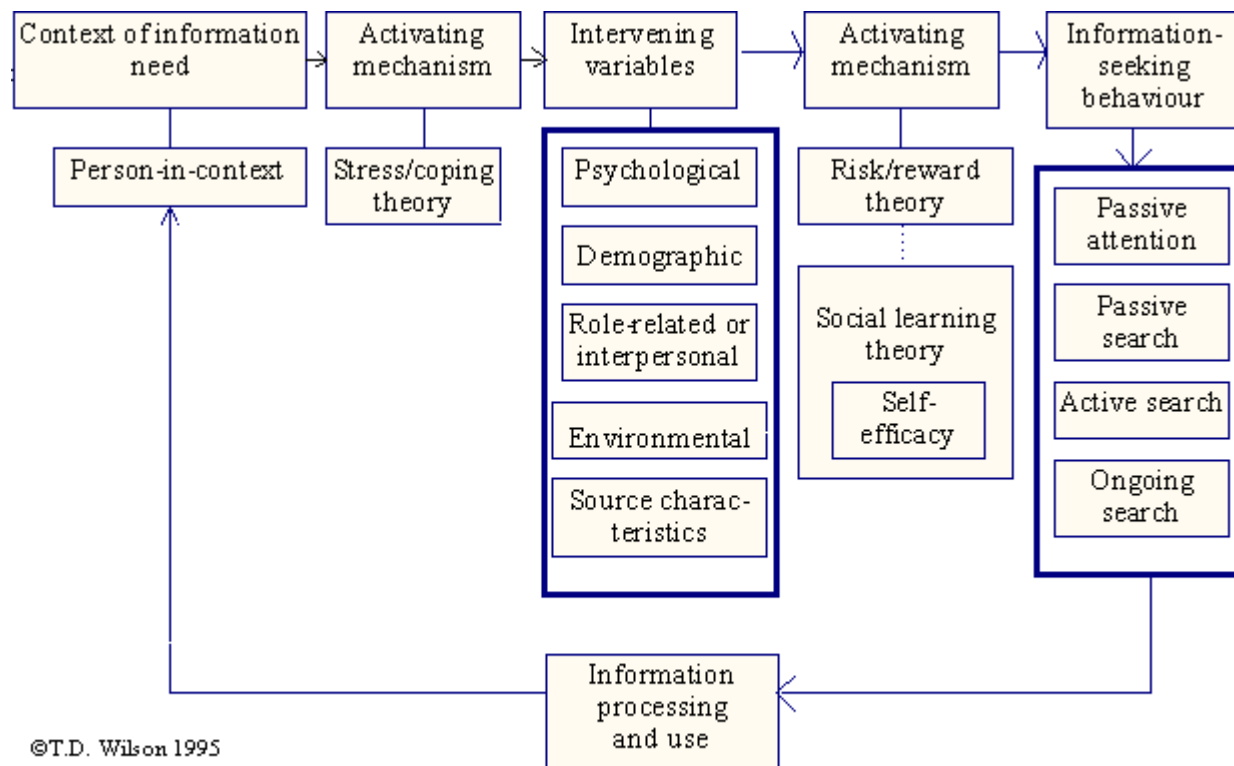 Context of information
need
Activating
mechanism
Intervening
variables
Activating
mechanism
Information-
seeking
behaviour
Person-in-context
Stress/coping
theory
Psychological
Demographic
Role-related or
interpersonal
Environmental
Source charac-
teristics
Risk/reward
theory
Social learning
theory
Self-
efficacy
Passive
attention
Passive
search
Active search
Ongoing
search
Information
processing
and use
©T.D. Wilson 1995